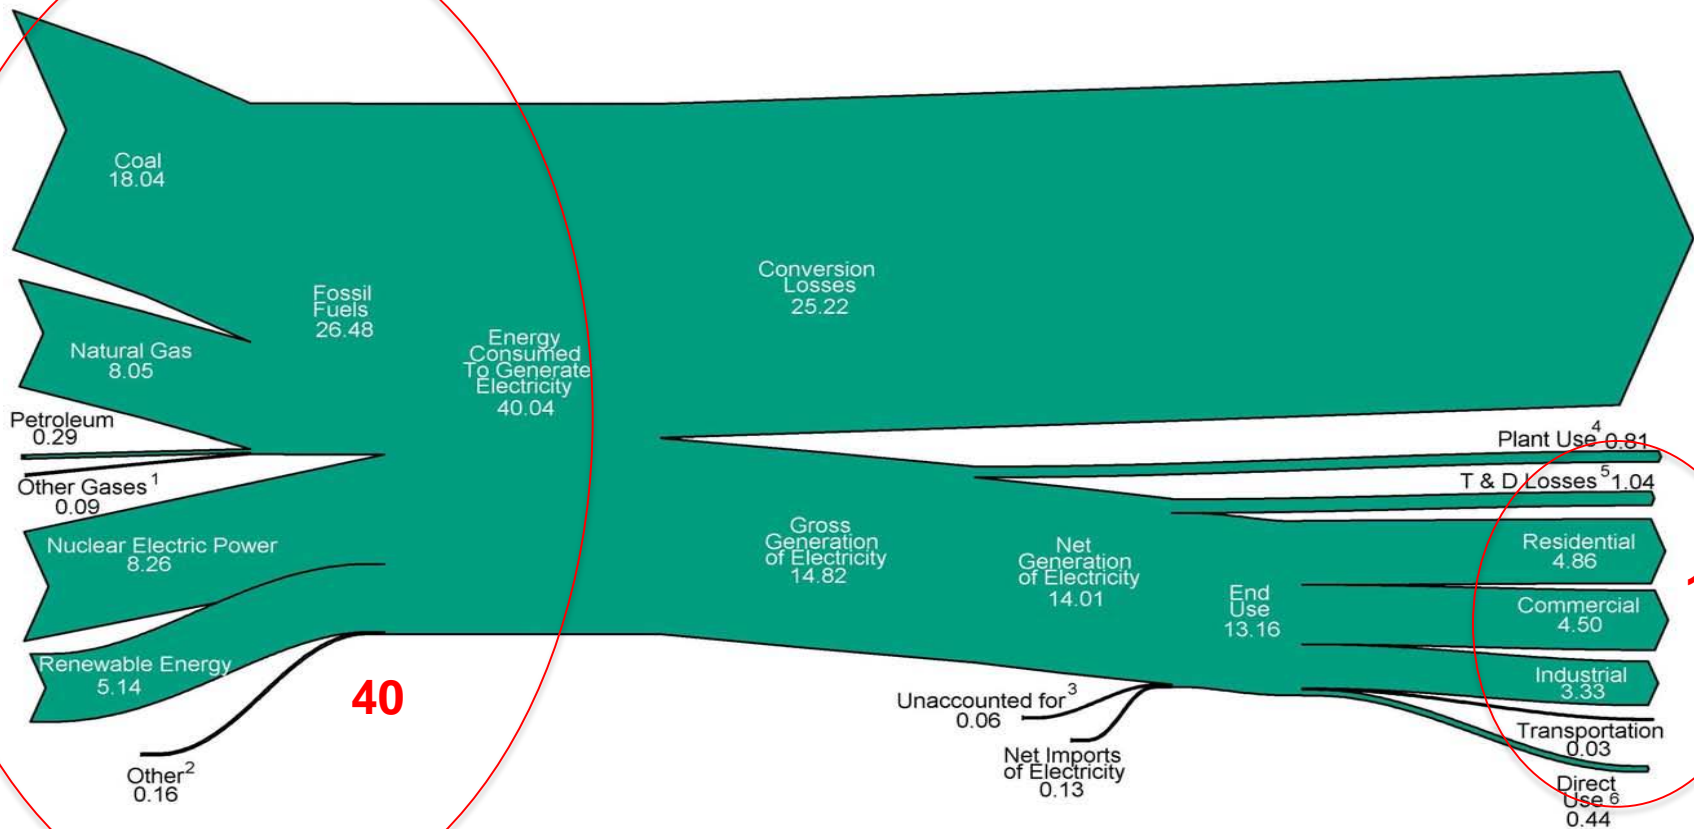 Coal
18.04
Natural Gas
8.05
Petroleum
0.29
Other Gases 1
0.09
Nuclear Electric Power
8.26
Renewable Energy
5.14
Other2
0.16
40
Fossil
Fuels
26.48
Energy
Consumed
To Generate
Electricity
40.04
Conversion
Losses
25.22
Gross
Generation
of Electricity
14.82
Net
Generation
of Electricity
14.01
Unaccounted for3
0.06
Net Imports
of Electricity
0.13
End
Use
13.16
Plant Use4 0.81
T & D Losses 5 1.04
Residential
4.86
Commercial
4.50
Industrial
3.33
Transportation
0.03
Direct
Use 6
0.44